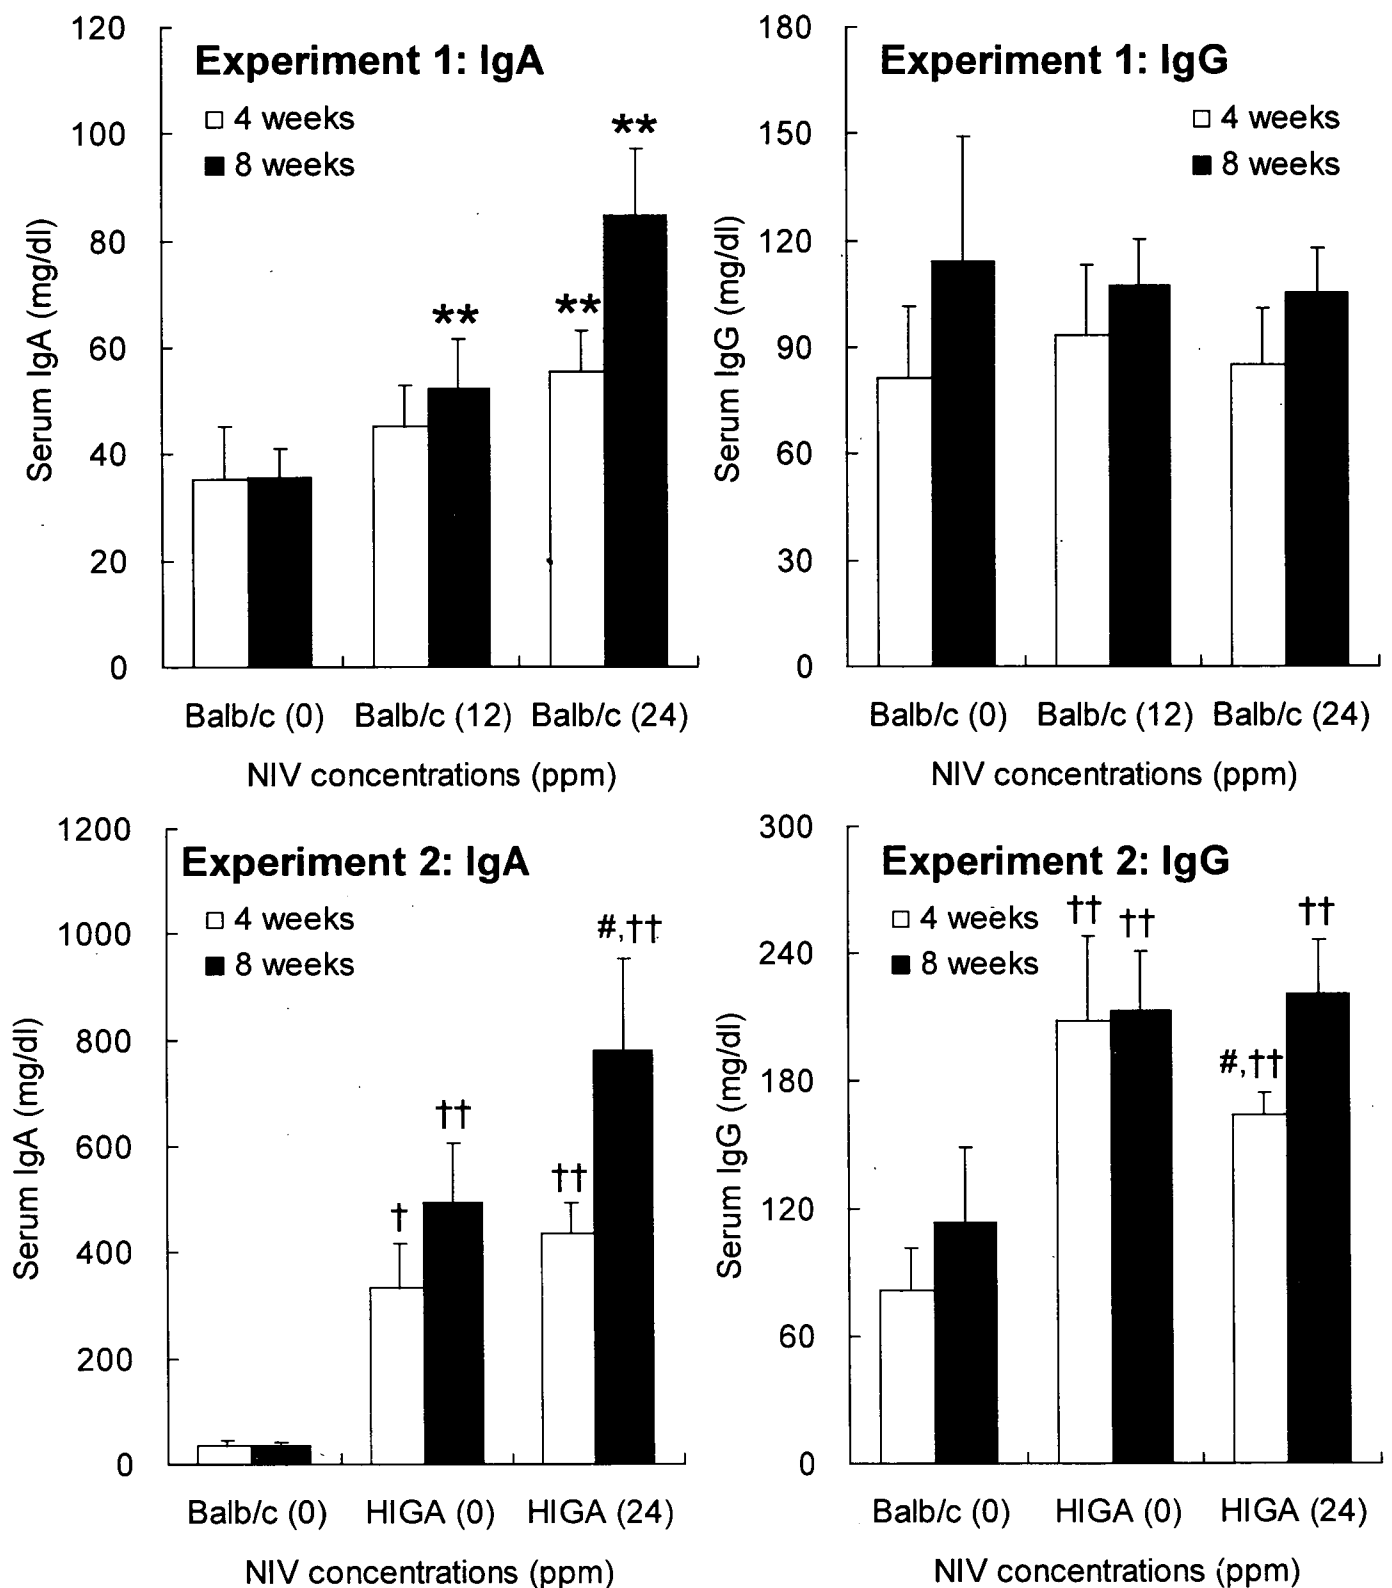 Experiment 1: IgA
4 weeks
8 weeks
Serum IgA (mg/dl)
120
100
80
60
40
20
0
**
**
**
Balb/c (0) Balb/c (12) Balb/c (24)
NIV concentrations (ppm)
Experiment 1: IgG
4 weeks
8 weeks
Serum IgG (mg/dl)
180
150
120
90
60
30
0
Balb/c (0) Balb/c (12) Balb/c (24)
NIV concentrations (ppm)
Experiment 2: IgA
4 weeks
8 weeks
Serum IgA (mg/dl)
1200
1000
800
600
400
200
0
†
††
††
#,††
Balb/c (0) HIGA (0) HIGA (24)
NIV concentrations (ppm)
Experiment 2: IgG
4 weeks
8 weeks
Serum IgG (mg/dl)
300
240
180
120
60
0
††
††
#,††
††
Balb/c (0) HIGA (0) HIGA (24)
NIV concentrations (ppm)